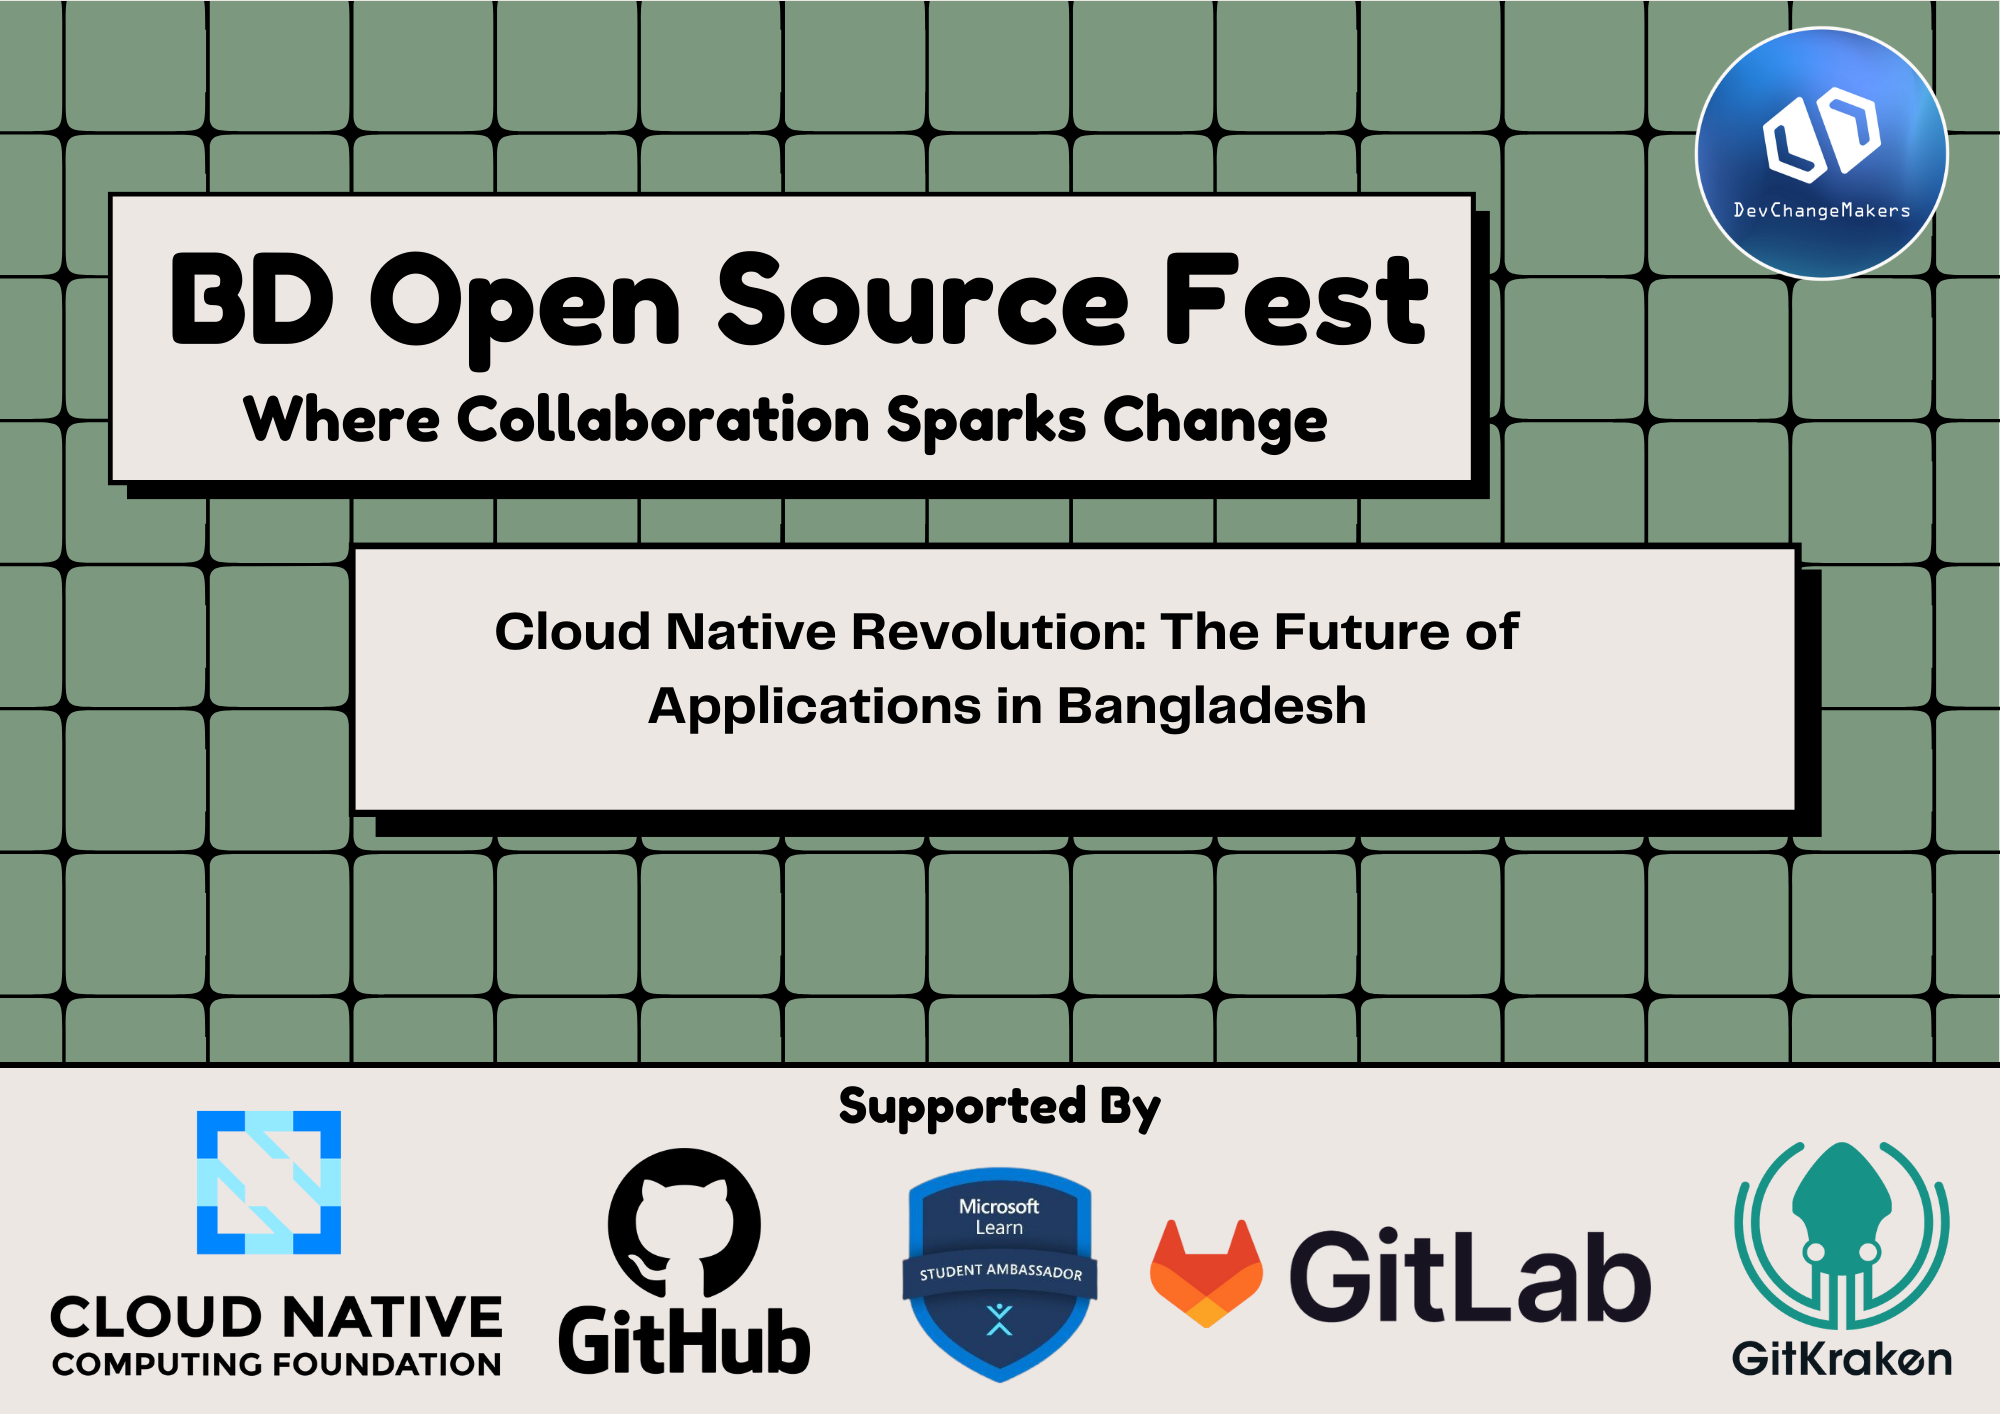 DevChangeMakers
BD Open Source Fest
Where Collaboration Sparks Change
Cloud Native Revolution: The Future of
Applications in Bangladesh
Supported By
CLOUD NATIVE
COMPUTING FOUNDATION
GitHub
Microsoft
Learn
STUDENT AMBASSADOR
GitLab
GitKraken